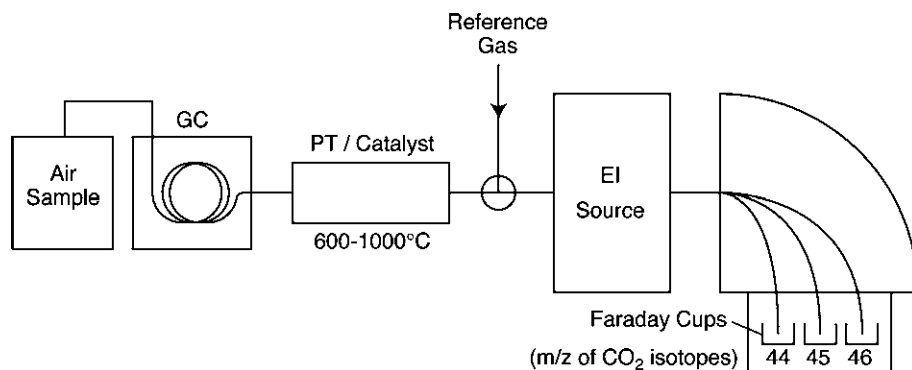 Reference
Gas
GC
PT / Catalyst
Air
Sample
EI
Source
600-1000°C
Faraday Cups
(m/z of CO₂ isotopes)
44 45 46